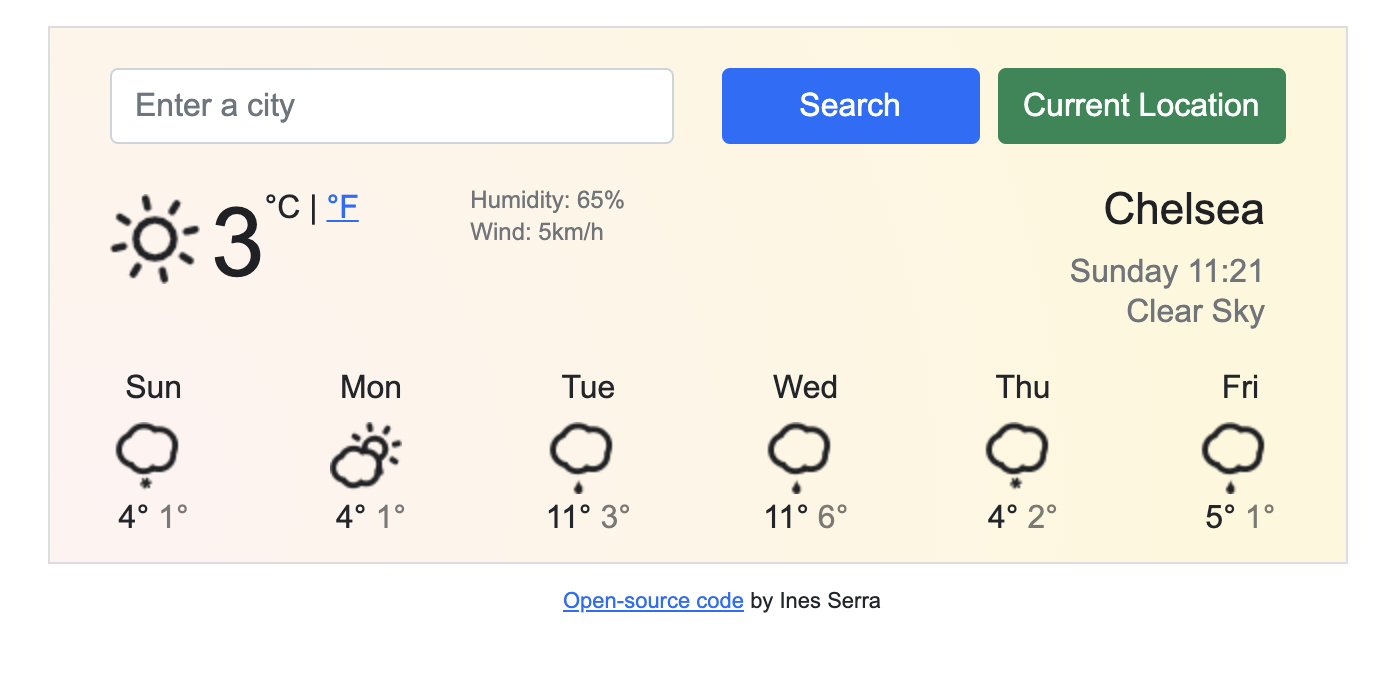 Enter a city
Search
Current Location
3 °C | °F
Humidity: 65%
Wind: 5km/h
Chelsea
Sunday 11:21
Clear Sky
Sun Mon Tue Wed Thu Fri
4° 1° 4° 1° 11° 3° 11° 6° 4° 2° 5° 1°
Open-source code by Ines Serra